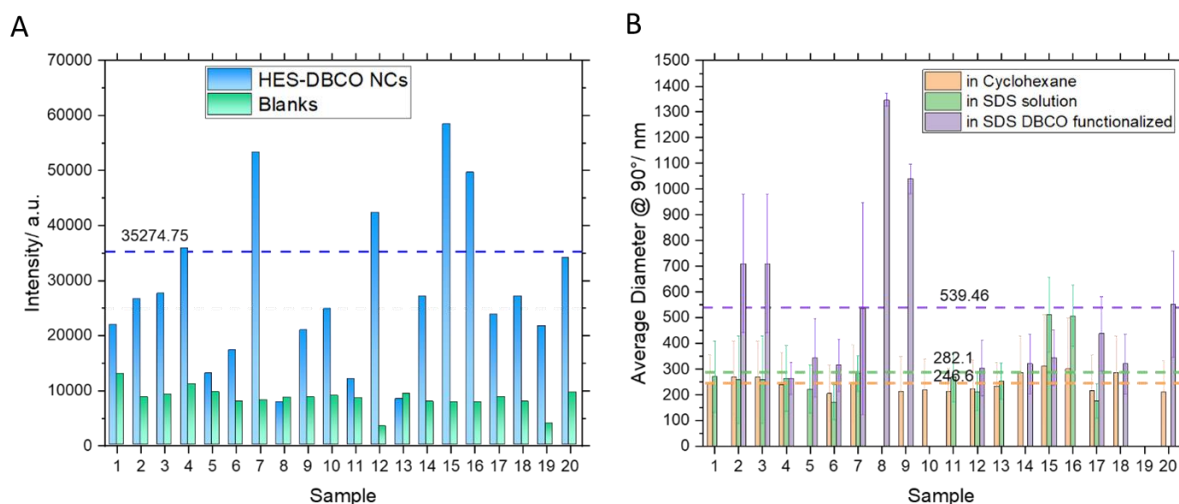 A
70000
60000
50000
40000
30000
20000
10000
0
Intensity/ a.u.
HES-DBCO NCs
Blanks
35274.75
1 2 3 4 5 6 7 8 9 10 11 12 13 14 15 16 17 18 19 20
Sample
B
1500
1400
1300
1200
1100
1000
900
800
700
600
500
400
300
200
100
0
Average Diameter @ 90°/ nm
in Cyclohexane
in SDS solution
in SDS DBCO functionalized
539.46
282.1
246.6
1 2 3 4 5 6 7 8 9 10 11 12 13 14 15 16 17 18 19 20
Sample